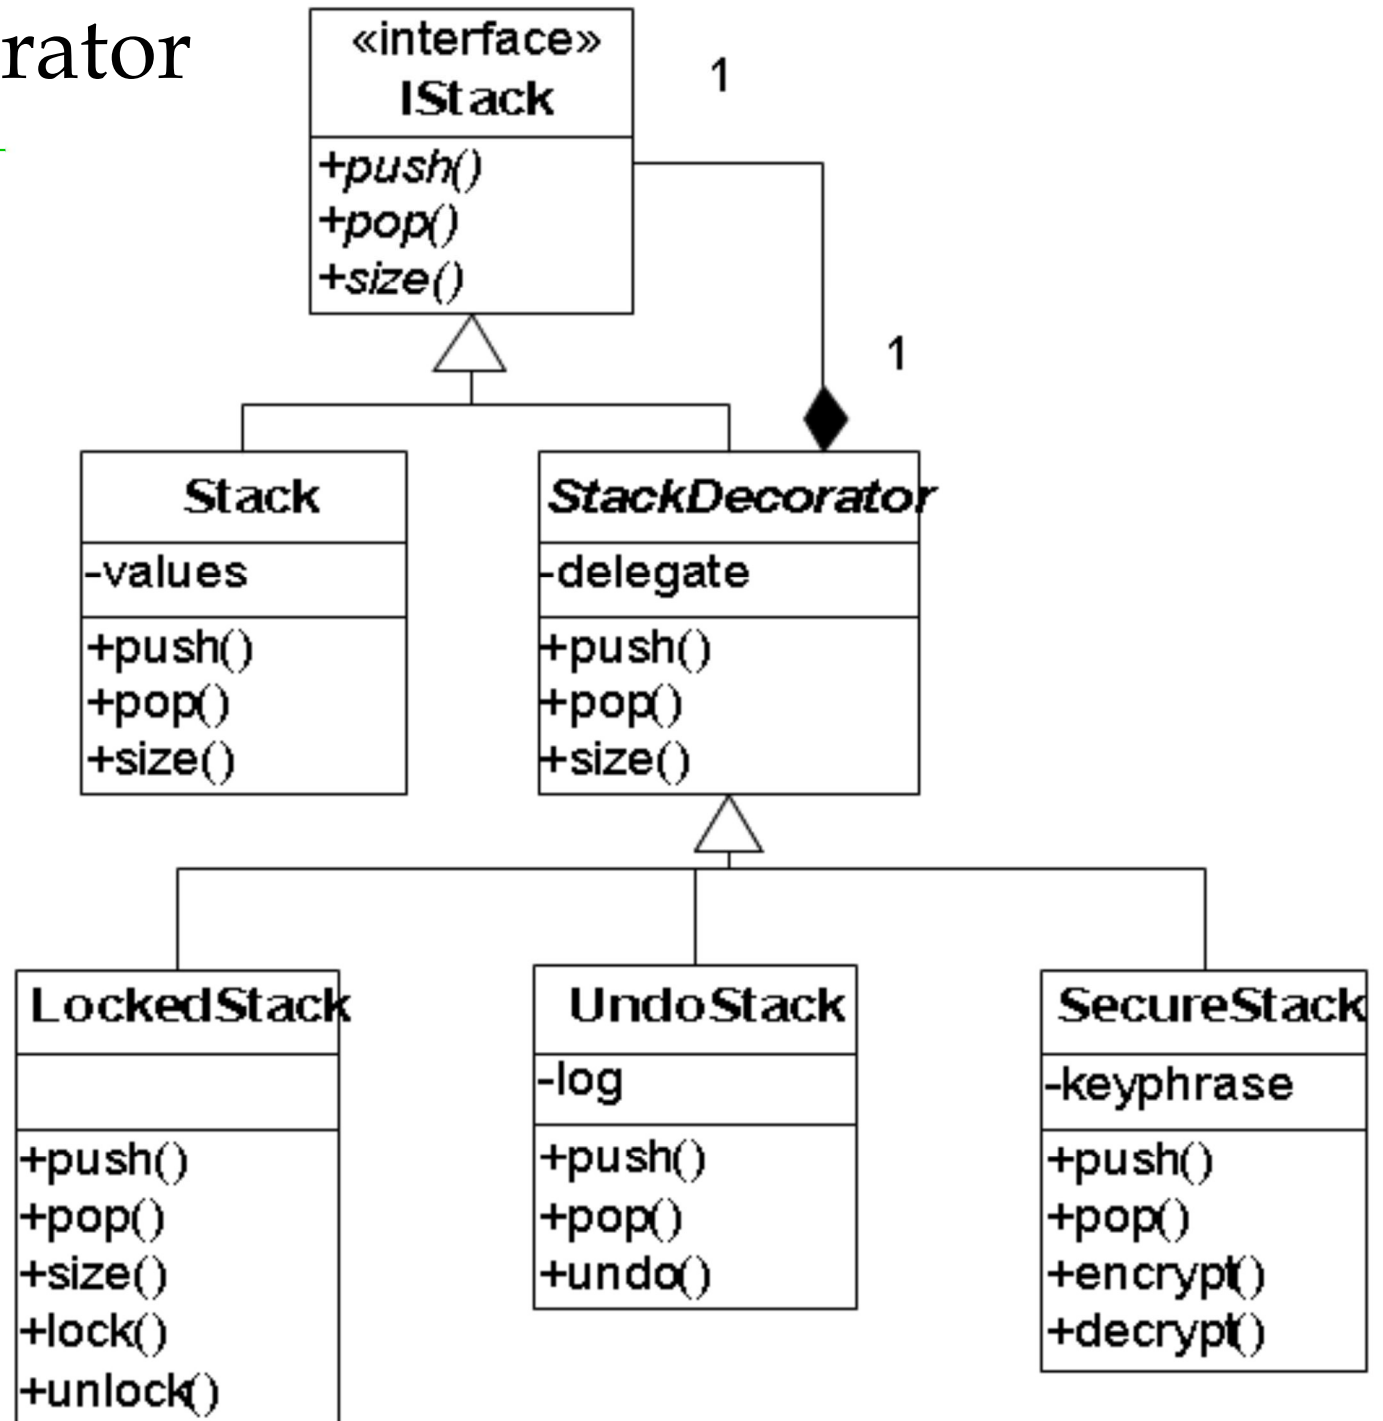 rator
«interface»
IStack
+push()
+pop()
+size()
1
1
Stack
-values
+push()
+pop()
+size()
StackDecorator
-delegate
+push()
+pop()
+size()
LockedStack
+push()
+pop()
+size()
+lock()
+unlock()
UndoStack
-log
+push()
+pop()
+undo()
SecureStack
-keyphrase
+push()
+pop()
+encrypt()
+decrypt()